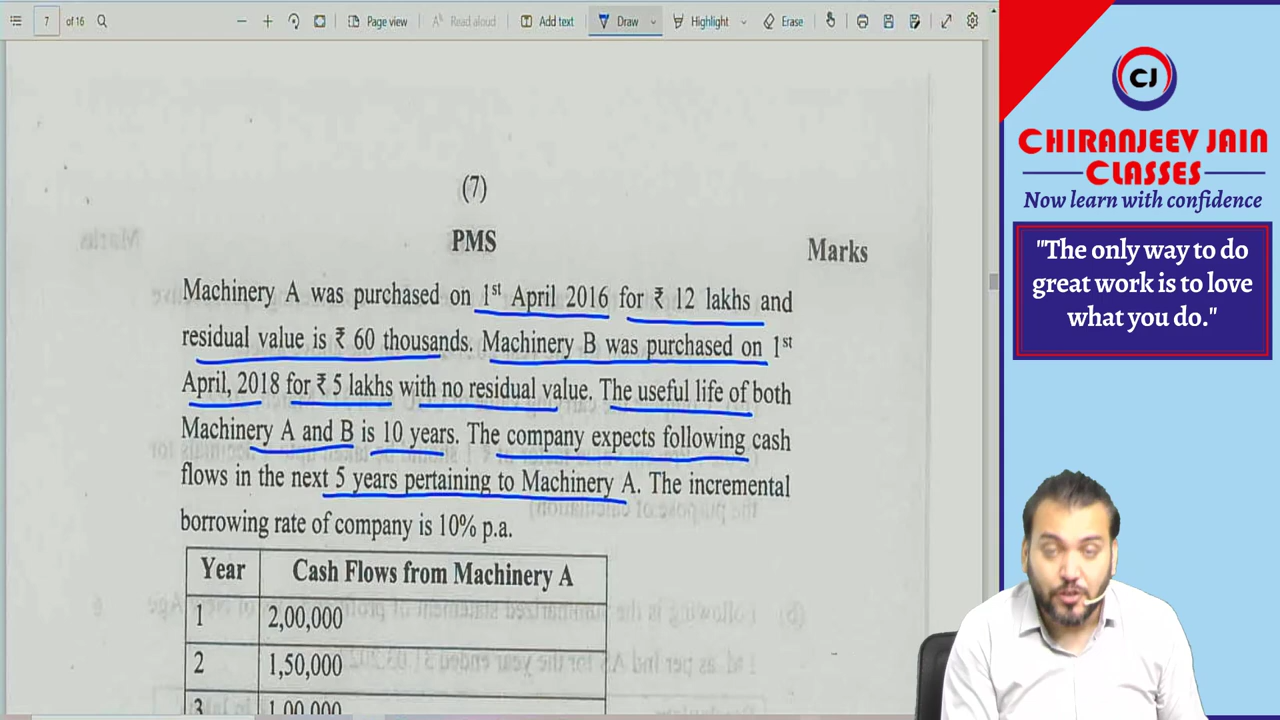 7 of 16 Page view Read aloud Add text Draw Highlight Erase
(7)
PMS
Marks
Machinery A was purchased on 1st April 2016 for ₹ 12 lakhs and
residual value is ₹ 60 thousands. Machinery B was purchased on 1st
April, 2018 for ₹ 5 lakhs with no residual value. The useful life of both
Machinery A and B is 10 years. The company expects following cash
flows in the next 5 years pertaining to Machinery A. The incremental
borrowing rate of company is 10% p.a.
Year Cash Flows from Machinery A
1 2,00,000
2 1,50,000
3 1,00,000
CJ
CHIRANJEEV JAIN
CLASSES
Now learn with confidence
"The only way to do
great work is to love
what you do."